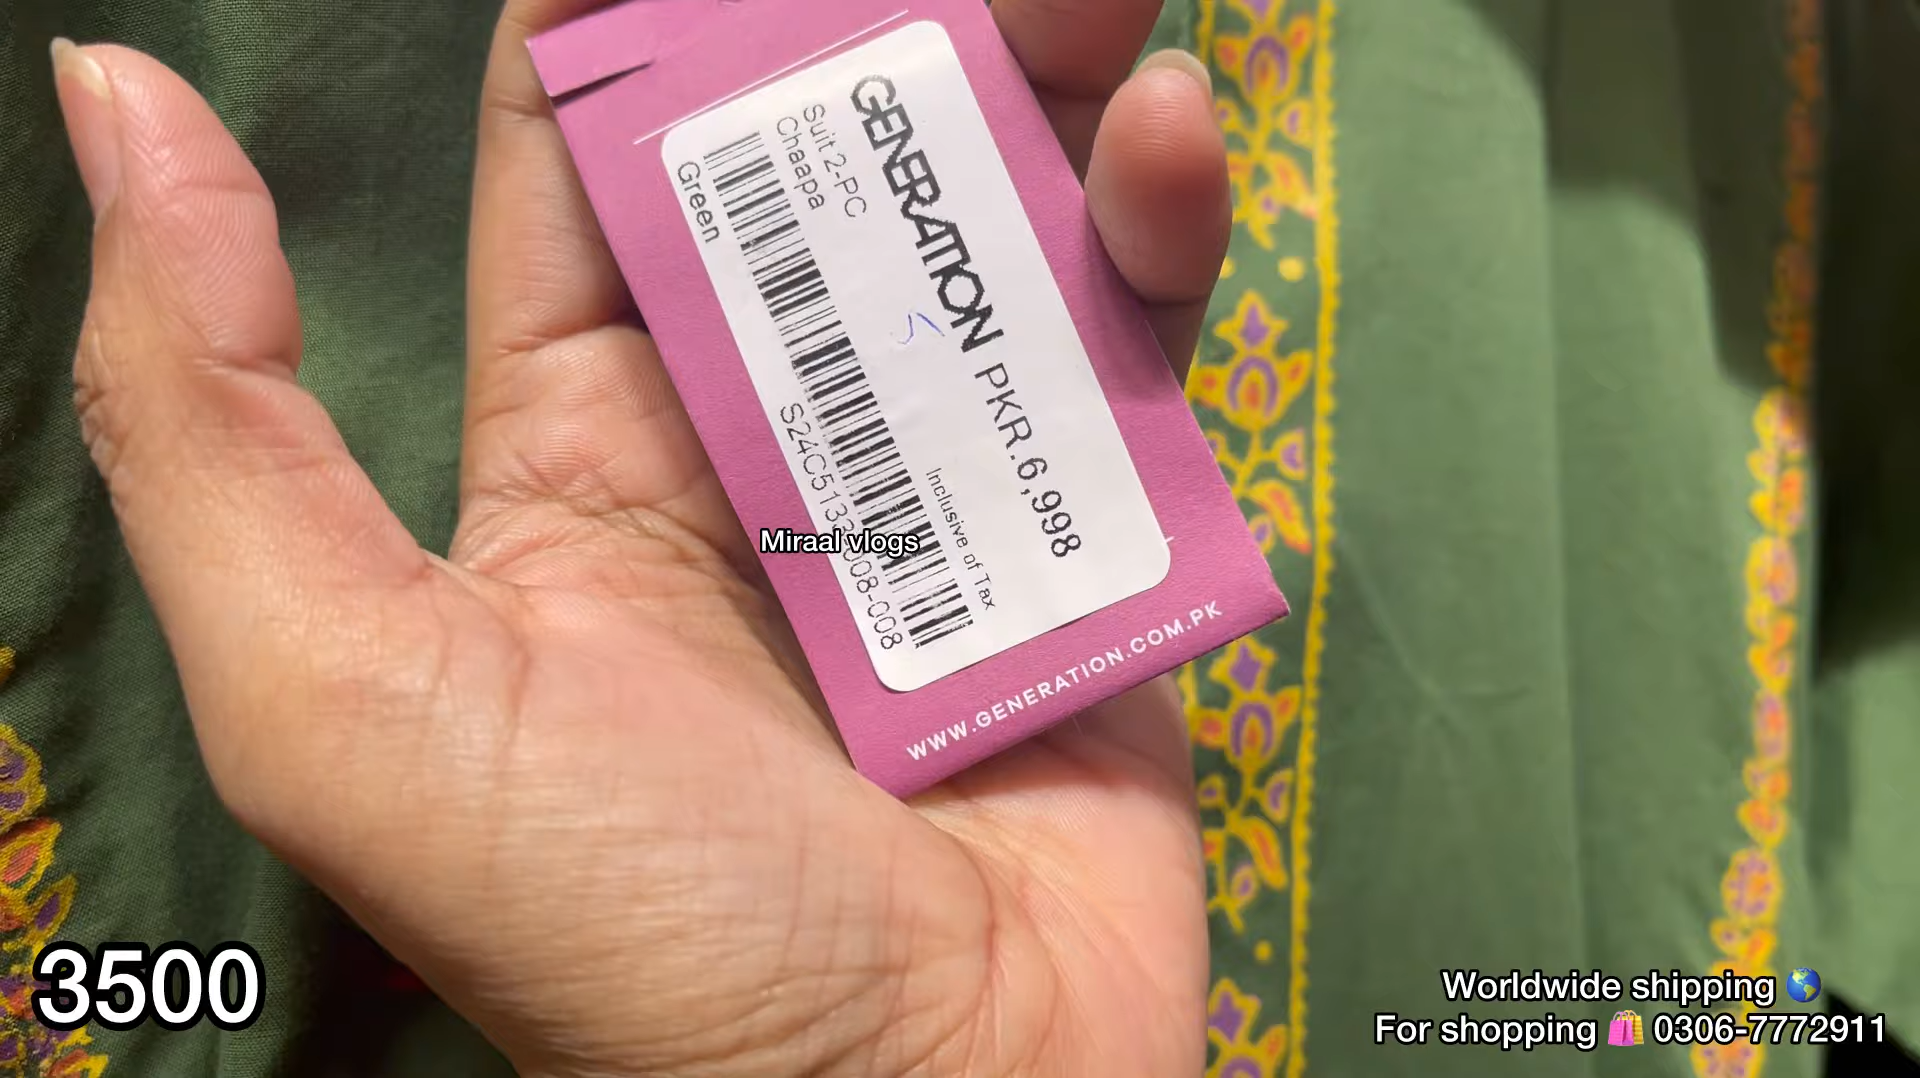 GENERATION PKR.6,998
Suit 2-PC
Chaapa
Inclusive of Tax
Green
WWW.GENERATION.COM.PK
Miraal vlogs
3500
Worldwide shipping 🌎
For shopping 🛍️ 0306-7772911